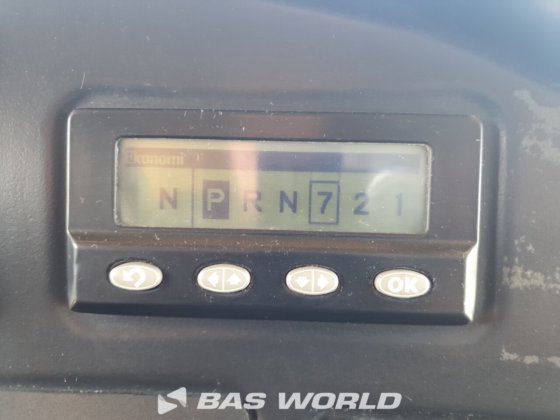 Ekonomi
N P R N 7 2 1
OK
BAS WORLD